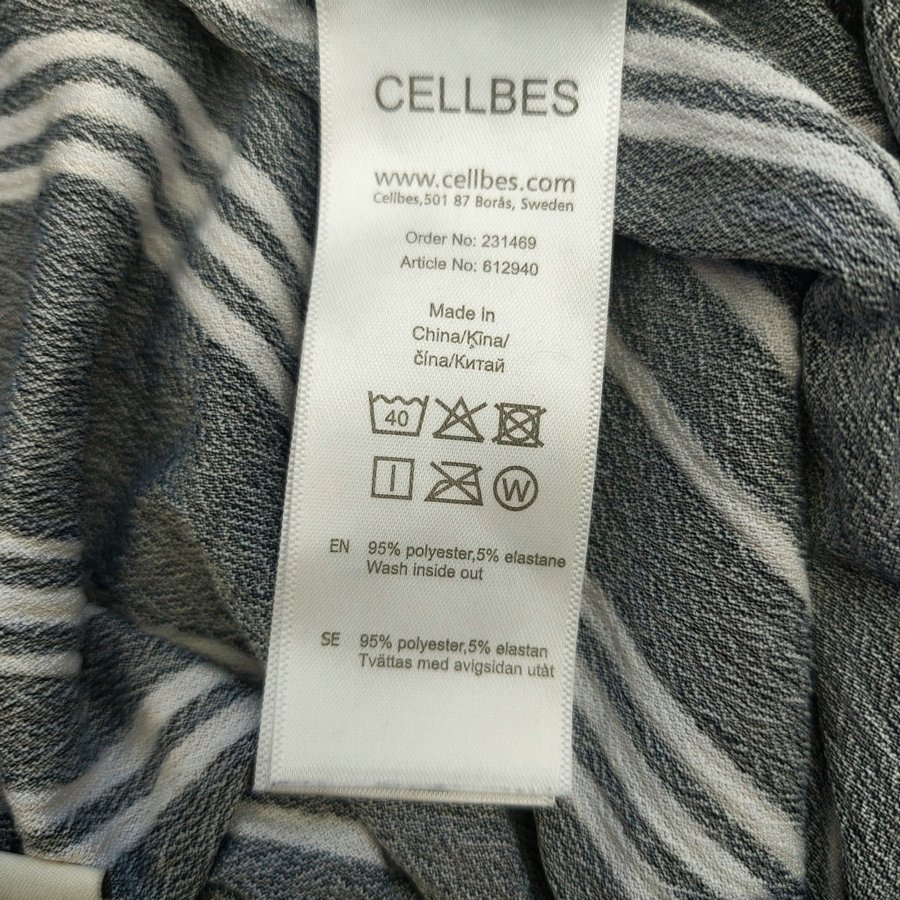 CELLBES
www.cellbes.com
Cellbes,501 87 Borås, Sweden
Order No: 231469
Article No: 612940
Made in
China/Ķīna/
čína/Китай
40
W
EN 95% polyester,5% elastane
Wash inside out
SE 95% polyester,5% elastan
Tvättas med avigsidan utåt